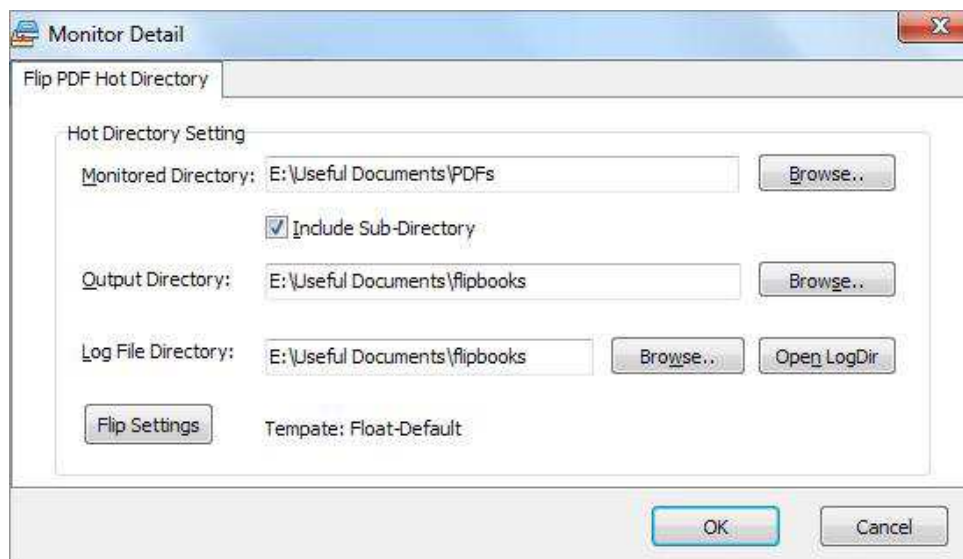 Monitor Detail
Flip PDF Hot Directory
Hot Directory Setting
Monitored Directory: E:\Useful Documents\PDFs Browse..
Include Sub-Directory
Output Directory: E:\Useful Documents\flipbooks Browse..
Log File Directory: E:\Useful Documents\flipbooks Browse.. Open LogDir
Flip Settings Tempate: Float-Default
OK Cancel